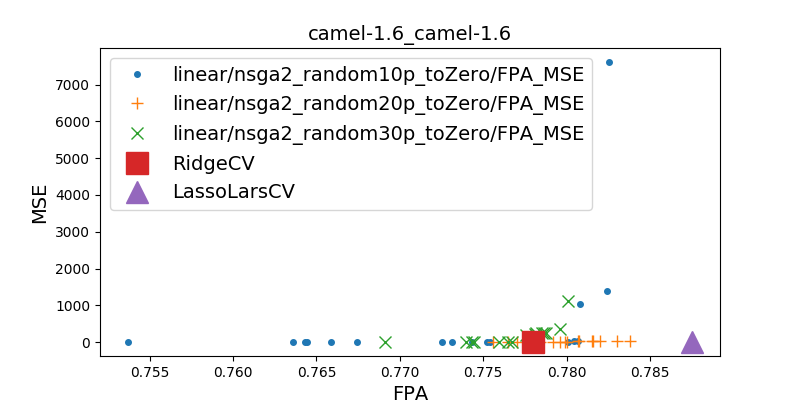 camel-1.6_camel-1.6
linear/nsga2_random10p_toZero/FPA_MSE
linear/nsga2_random20p_toZero/FPA_MSE
linear/nsga2_random30p_toZero/FPA_MSE
RidgeCV
LassoLarsCV
MSE
7000
6000
5000
4000
3000
2000
1000
0
0.755 0.760 0.765 0.770 0.775 0.780 0.785
FPA